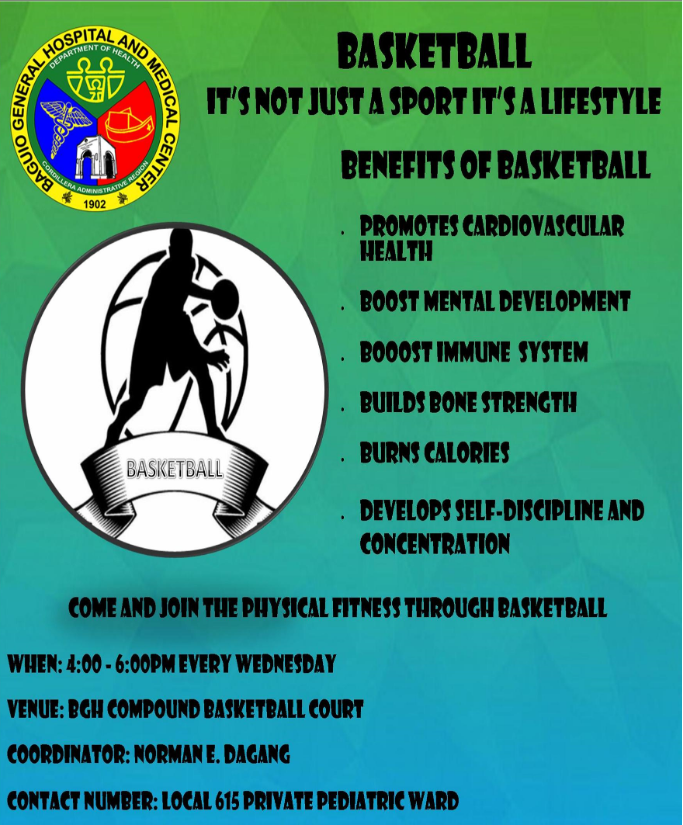 BAGUIO GENERAL HOSPITAL AND MEDICAL CENTER
DEPARTMENT OF HEALTH
CORDILLERA ADMINISTRATIVE REGION
1902
BASKETBALL
IT'S NOT JUST A SPORT IT'S A LIFESTYLE
BENEFITS OF BASKETBALL
. PROMOTES CARDIOVASCULAR
HEALTH
. BOOST MENTAL DEVELOPMENT
. BOOOST IMMUNE SYSTEM
. BUILDS BONE STRENGTH
. BURNS CALORIES
. DEVELOPS SELF-DISCIPLINE AND
CONCENTRATION
BASKETBALL
COME AND JOIN THE PHYSICAL FITNESS THROUGH BASKETBALL
WHEN: 4:00 - 6:00PM EVERY WEDNESDAY
VENUE: BGH COMPOUND BASKETBALL COURT
COORDINATOR: NORMAN E. DAGANG
CONTACT NUMBER: LOCAL 615 PRIVATE PEDIATRIC WARD